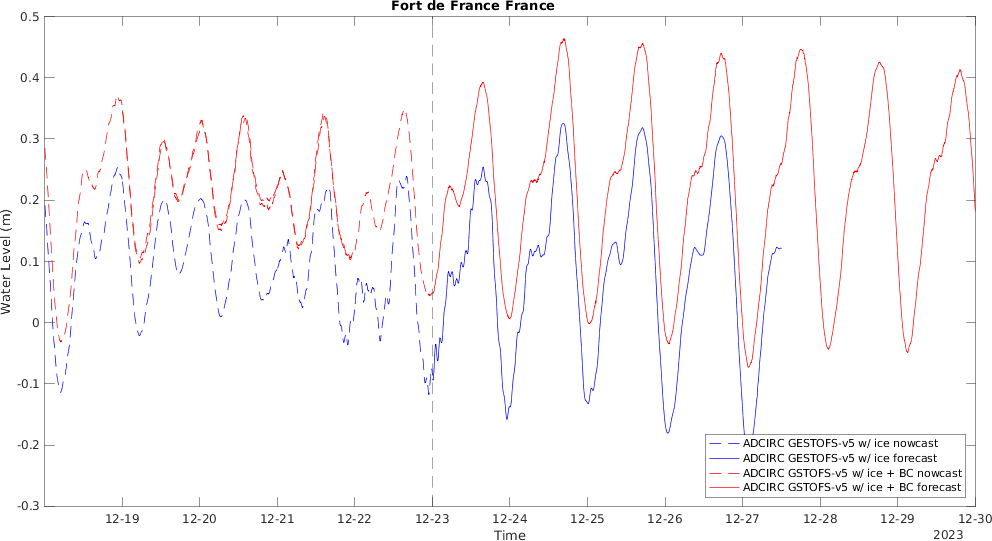 Fort de France France
0.5
0.4
0.3
0.2
0.1
0
-0.1
-0.2
-0.3
Water Level (m)
12-19 12-20 12-21 12-22 12-23 12-24 12-25 12-26 12-27 12-28 12-29 12-30
Time
2023
ADCIRC GESTOFS-v5 w/ ice nowcast
ADCIRC GESTOFS-v5 w/ ice forecast
ADCIRC GSTOFS-v5 w/ ice + BC nowcast
ADCIRC GSTOFS-v5 w/ ice + BC forecast